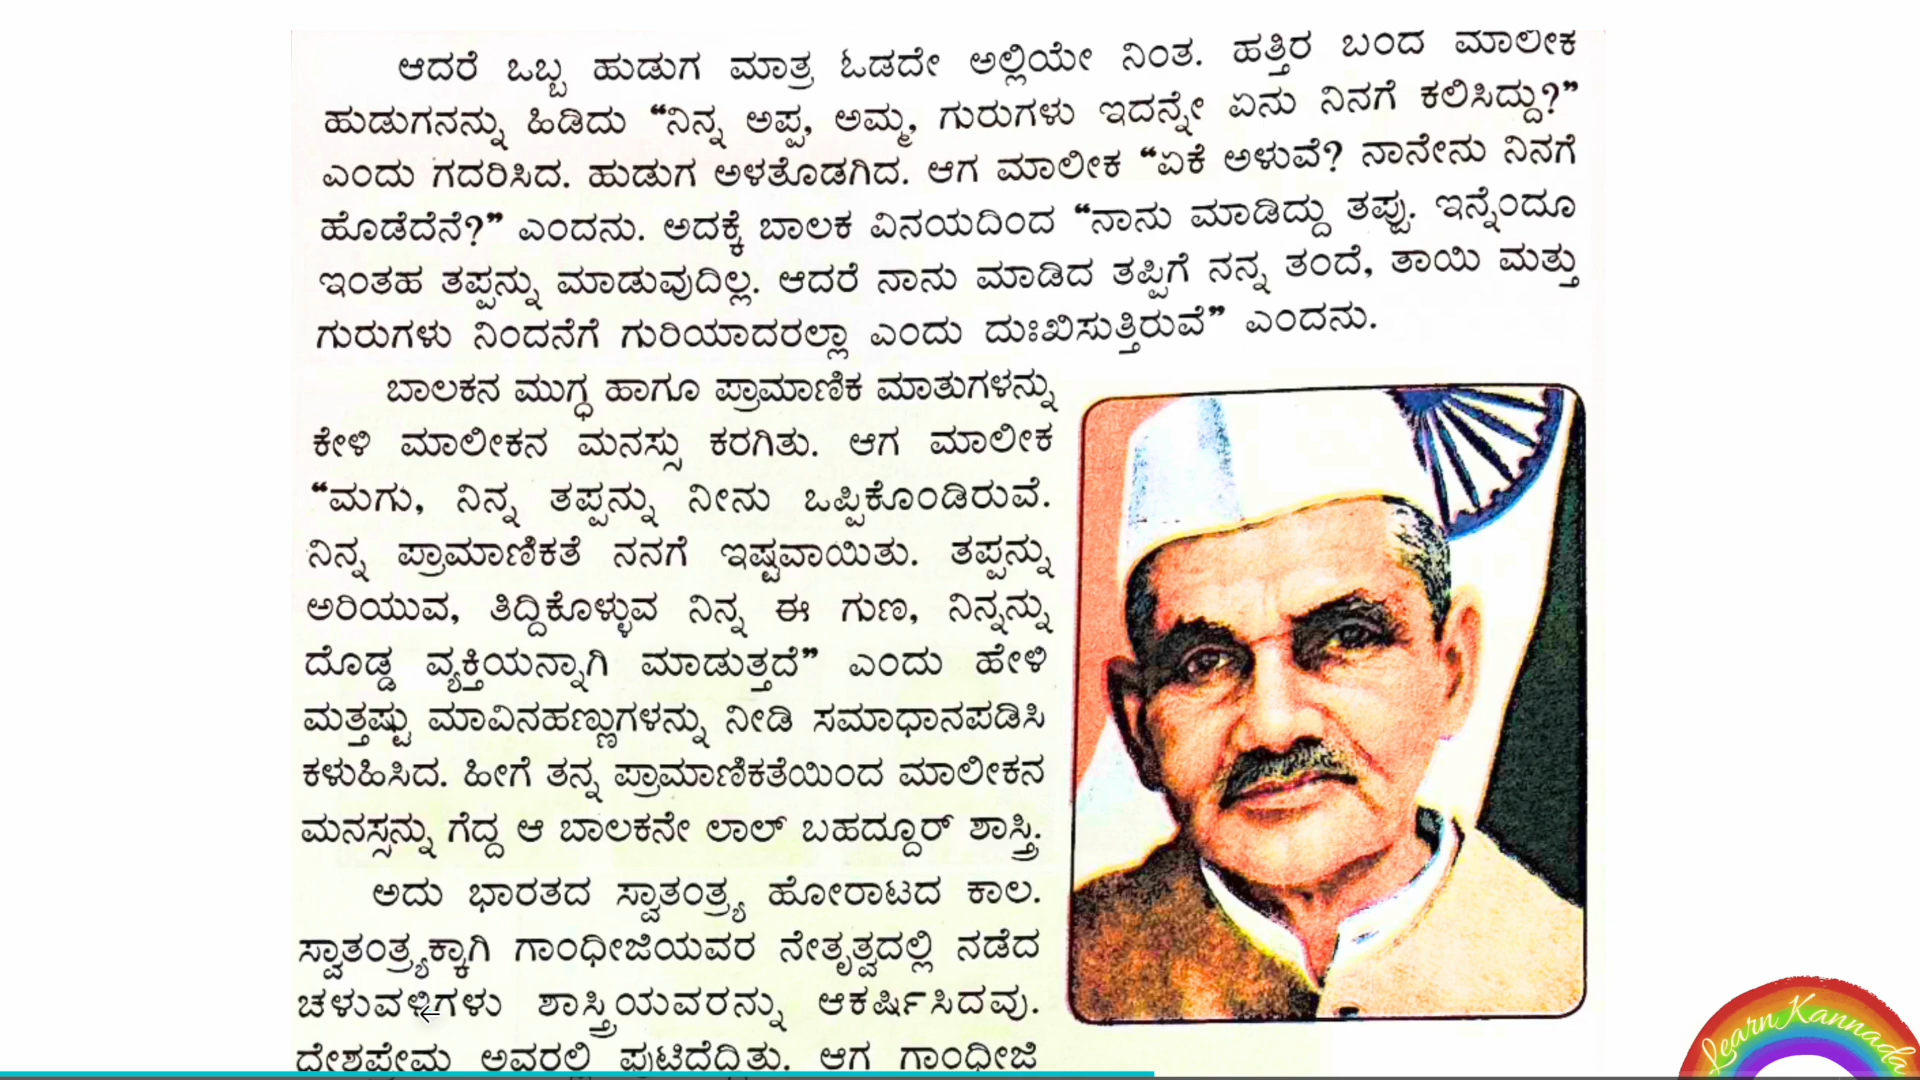 ಆದರೆ ಒಬ್ಬ ಹುಡುಗ ಮಾತ್ರ ಓಡದೇ ಅಲ್ಲಿಯೇ ನಿಂತ. ಹತ್ತಿರ ಬಂದ ಮಾಲೀಕ
ಹುಡುಗನನ್ನು ಹಿಡಿದು “ನಿನ್ನ ಅಪ್ಪ, ಅಮ್ಮ, ಗುರುಗಳು ಇದನ್ನೇ ಏನು ನಿನಗೆ ಕಲಿಸಿದ್ದು?”
ಎಂದು ಗದರಿಸಿದ. ಹುಡುಗ ಅಳತೊಡಗಿದ. ಆಗ ಮಾಲೀಕ “ಏಕೆ ಅಳುವೆ? ನಾನೇನು ನಿನಗೆ
ಹೊಡೆದೆನೆ?” ಎಂದನು. ಅದಕ್ಕೆ ಬಾಲಕ ವಿನಯದಿಂದ “ನಾನು ಮಾಡಿದ್ದು ತಪ್ಪು. ಇನ್ನೆಂದೂ
ಇಂತಹ ತಪ್ಪನ್ನು ಮಾಡುವುದಿಲ್ಲ. ಆದರೆ ನಾನು ಮಾಡಿದ ತಪ್ಪಿಗೆ ನನ್ನ ತಂದೆ, ತಾಯಿ ಮತ್ತು
ಗುರುಗಳು ನಿಂದನೆಗೆ ಗುರಿಯಾದರಲ್ಲಾ ಎಂದು ದುಃಖಿಸುತ್ತಿರುವೆ” ಎಂದನು.
ಬಾಲಕನ ಮುಗ್ಧ ಹಾಗೂ ಪ್ರಾಮಾಣಿಕ ಮಾತುಗಳನ್ನು
ಕೇಳಿ ಮಾಲೀಕನ ಮನಸ್ಸು ಕರಗಿತು. ಆಗ ಮಾಲೀಕ
“ಮಗು, ನಿನ್ನ ತಪ್ಪನ್ನು ನೀನು ಒಪ್ಪಿಕೊಂಡಿರುವೆ.
ನಿನ್ನ ಪ್ರಾಮಾಣಿಕತೆ ನನಗೆ ಇಷ್ಟವಾಯಿತು. ತಪ್ಪನ್ನು
ಅರಿಯುವ, ತಿದ್ದಿಕೊಳ್ಳುವ ನಿನ್ನ ಈ ಗುಣ, ನಿನ್ನನ್ನು
ದೊಡ್ಡ ವ್ಯಕ್ತಿಯನ್ನಾಗಿ ಮಾಡುತ್ತದೆ” ಎಂದು ಹೇಳಿ
ಮತ್ತಷ್ಟು ಮಾವಿನಹಣ್ಣುಗಳನ್ನು ನೀಡಿ ಸಮಾಧಾನಪಡಿಸಿ
ಕಳುಹಿಸಿದ. ಹೀಗೆ ತನ್ನ ಪ್ರಾಮಾಣಿಕತೆಯಿಂದ ಮಾಲೀಕನ
ಮನಸ್ಸನ್ನು ಗೆದ್ದ ಆ ಬಾಲಕನೇ ಲಾಲ್ ಬಹದ್ದೂರ್ ಶಾಸ್ತ್ರಿ.
ಅದು ಭಾರತದ ಸ್ವಾತಂತ್ರ್ಯ ಹೋರಾಟದ ಕಾಲ.
ಸ್ವಾತಂತ್ರ್ಯಕ್ಕಾಗಿ ಗಾಂಧೀಜಿಯವರ ನೇತೃತ್ವದಲ್ಲಿ ನಡೆದ
ಚಳುವಳಿಗಳು ಶಾಸ್ತ್ರಿಯವರನ್ನು ಆಕರ್ಷಿಸಿದವು.
ದೇಶಪ್ರೇಮ ಅವರಲ್ಲಿ ಪುಟಿದೆದ್ದಿತು. ಆಗ ಗಾಂಧೀಜಿ
Learn Kannada